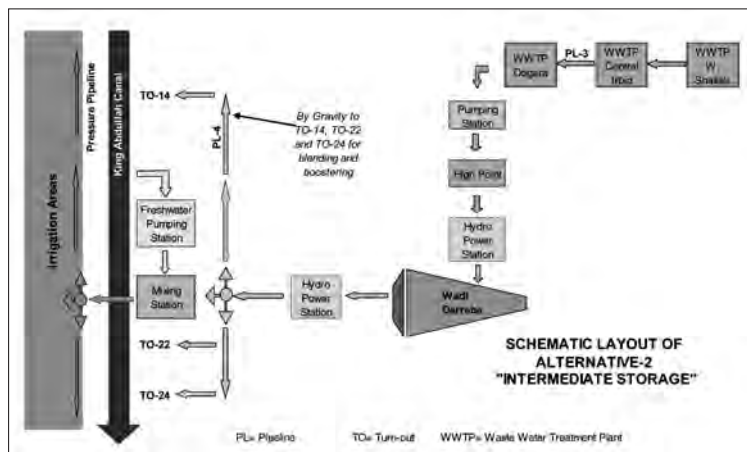 Irrigation Areas
Pressure Pipeline
King Abdullah Canal
TO-14
PL-4
By Gravity to
TO-14, TO-22
and TO-24 for
blending and
boostering
Freshwater
Pumping
Station
Mixing
Station
TO-22
TO-24
Hydro
Power
Station
WWTP
Dogara
PL-3
WWTP
Central
Irbid
WWTP
W.
Shallala
Pumping
Station
High Point
Hydro
Power
Station
Wadi
SCHEMATIC LAYOUT OF
ALTERNATIVE-2
"INTERMEDIATE STORAGE"
PL= Pipeline
TO= Turn-out
WWTP= Waste Water Treatment Plant